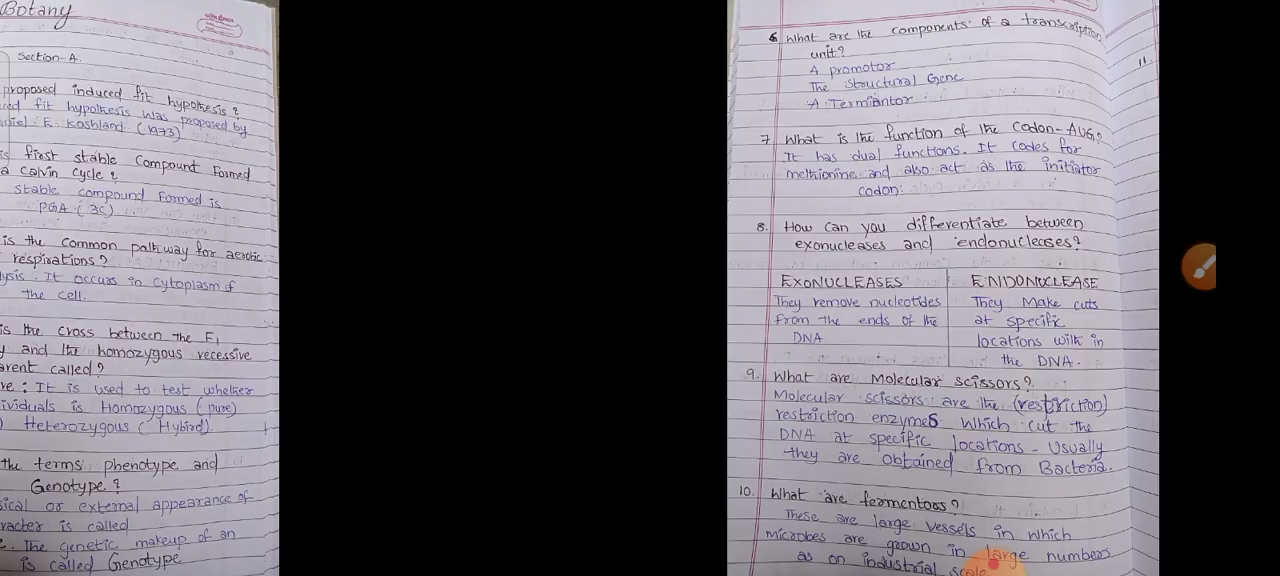 Botany
Section-A.
proposed induced fit hypothesis?
fit hypothesis was proposed by
E. Koshland (1973)
first stable Compound Formed
calvin cycle?
stable compound Formed is
PGA (3C)
is the common pathway for aerobic
respirations?
It occurs in cytoplasm of
the cell.
is the cross between the F1
and the homozygous recessive
called?
It is used to test whether
is Homozygous (pure)
Heterozygous (Hybird).
the terms phenotype and
Genotype?
or external appearance of
is called
The genetic makeup of an
is called Genotype
6 What are the components of a transcription
unit?
A promotor
The Structural Gene
A Termiantor
11.
7 What is the function of the Codon-AUG?
It has dual functions. It Codes for
methionine and also act as the initiator
codon.
8. How can you differentiate between
exonucleases and endonucleoses?
EXONUCLEASES
They remove nucleotides
from the ends of the
DNA
ENIDONUCLEASE
They Make cuts
at specific
locations with in
the DNA.
9. What are Molecular scissors?
Molecular scissors are the (restriction)
restriction enzymes which cut the
DNA at specific locations - Usually
they are obtained from Bacteria.
10. What are fermentoos?
These are large vessels in which
microbes are grown in large numbers
as on industrial scale.